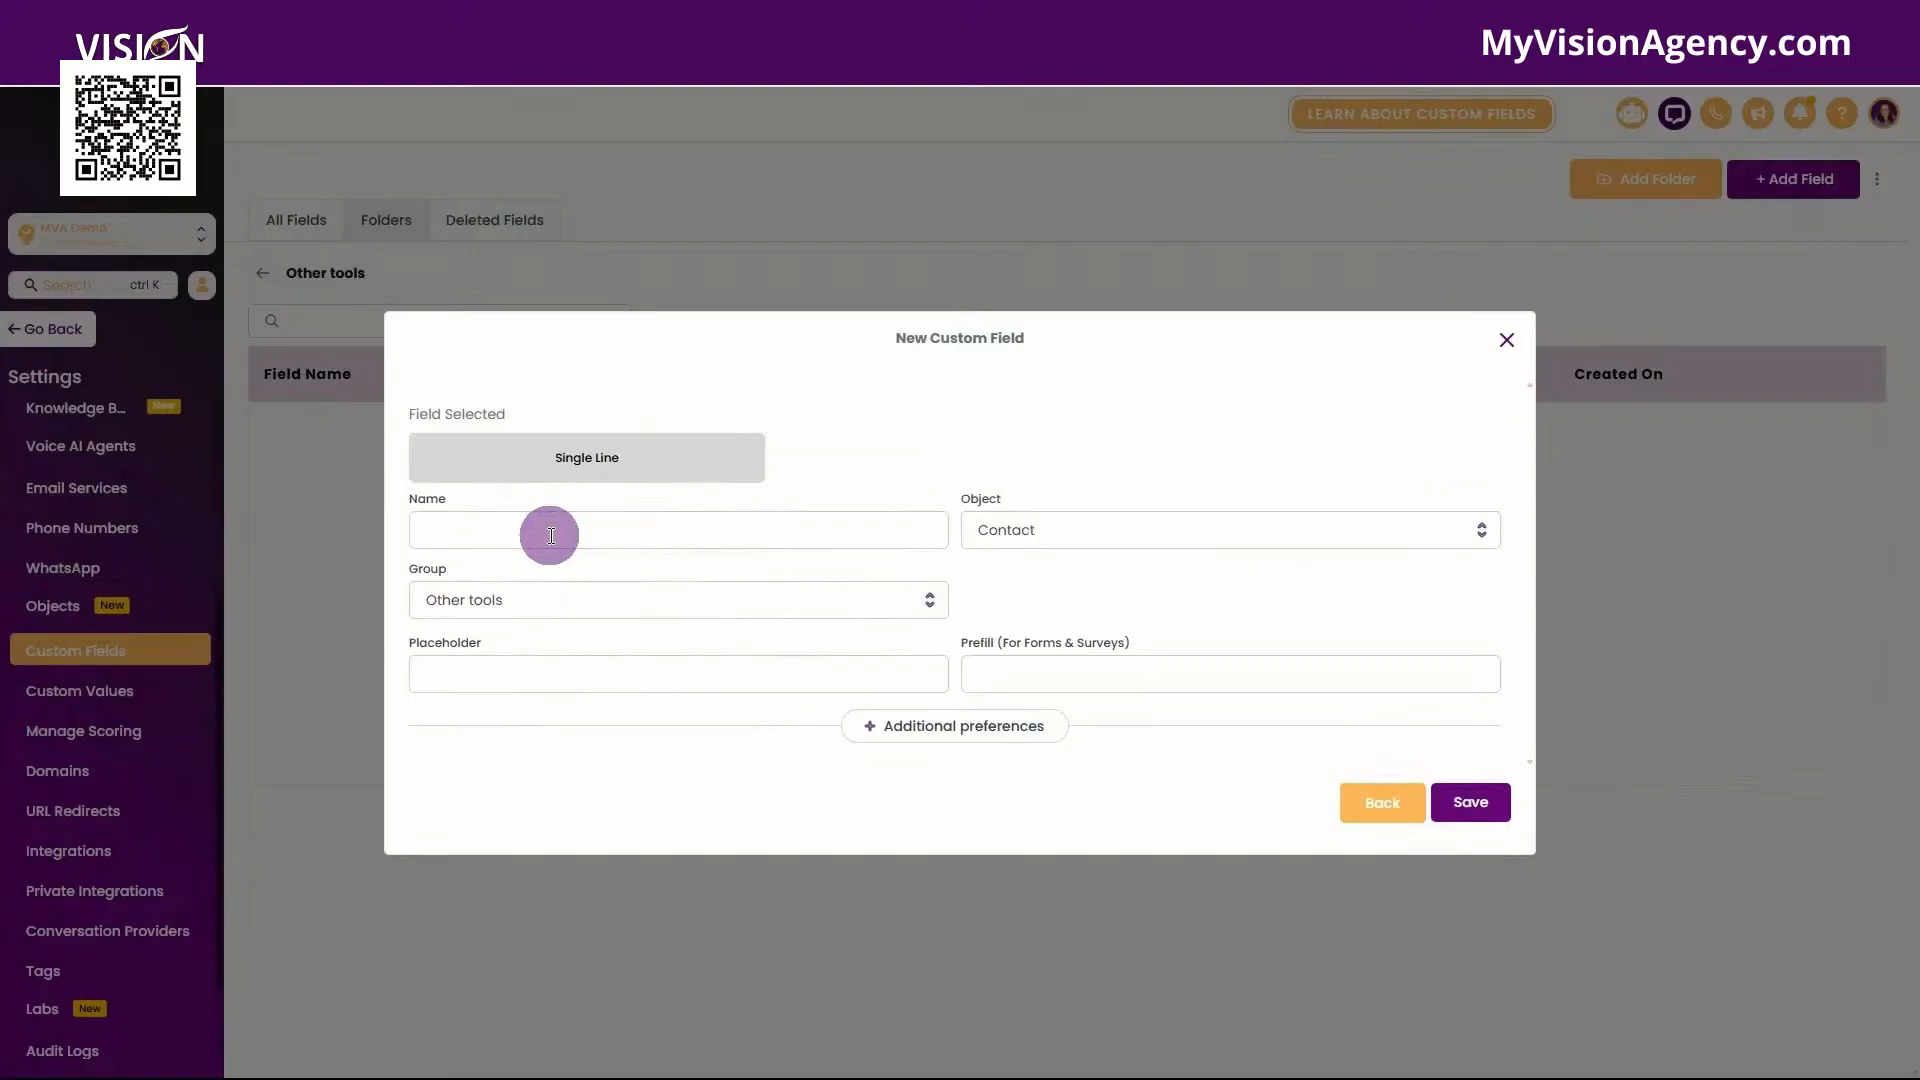 VISION
MyVisionAgency.com
LEARN ABOUT CUSTOM FIELDS
?
Add Folder
+ Add Field
MVA Demo
Search
ctrl K
← Go Back
Settings
Knowledge B...
New
Voice AI Agents
Email Services
Phone Numbers
WhatsApp
Objects
New
Custom Fields
Custom Values
Manage Scoring
Domains
URL Redirects
Integrations
Private Integrations
Conversation Providers
Tags
Labs
New
Audit Logs
All Fields
Folders
Deleted Fields
← Other tools
Field Name
Created On
New Custom Field
Field Selected
Single Line
Name
Object
Contact
Group
Other tools
Placeholder
Prefill (For Forms & Surveys)
+ Additional preferences
Back
Save